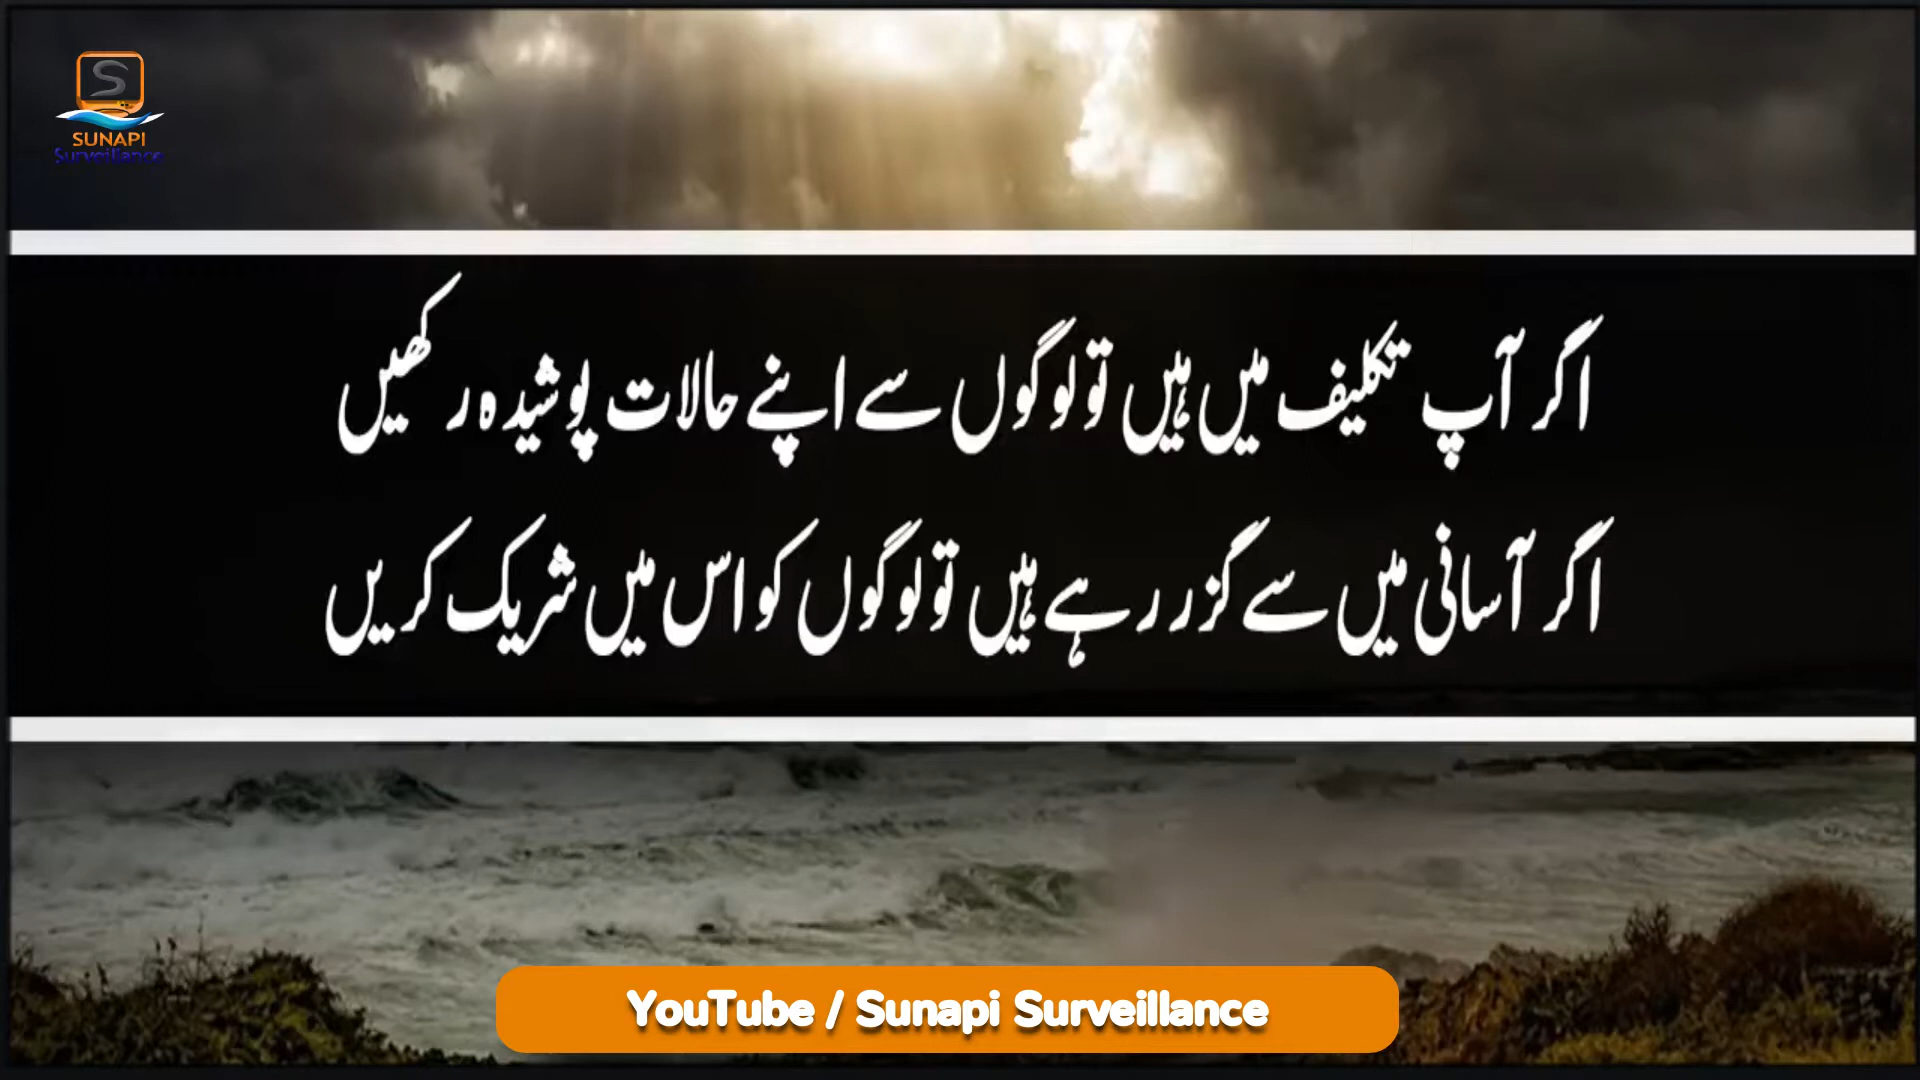 SUNAPI
Surveillance
اگر آپ تکلیف میں ہیں تو لوگوں سے اپنے حالات پوشیدہ رکھیں
اگر آسانی میں سے گزر رہے ہیں تو لوگوں کو اس میں شریک کریں
YouTube / Sunapi Surveillance